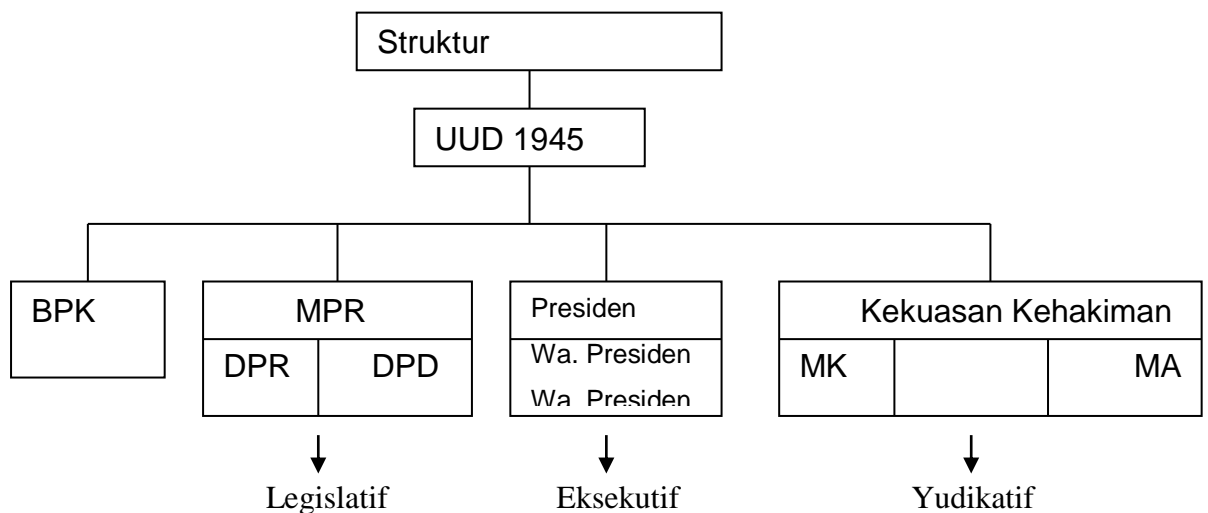 Struktur
UUD 1945
BPK
MPR
Presiden
Kekuasan Kehakiman
DPR
DPD
Wa. Presiden
MK
MA
Wa. Presiden
Legislatif
Eksekutif
Yudikatif